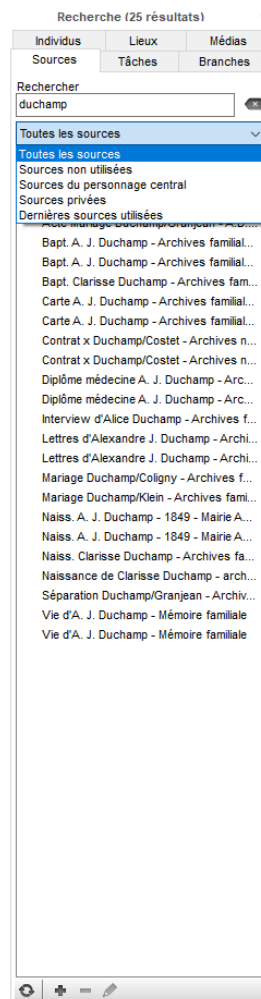 Recherche (25 résultats)
Individus Lieux Médias
Sources Tâches Branches
Rechercher
duchamp
Toutes les sources
Toutes les sources
Sources non utilisées
Sources du personnage central
Sources privées
Dernières sources utilisées
Acte Mariage Duchamp/Granjean - A.D....
Bapt. A. J. Duchamp - Archives familial...
Bapt. A. J. Duchamp - Archives familial...
Bapt. Clarisse Duchamp - Archives fam...
Carte A. J. Duchamp - Archives familial...
Carte A. J. Duchamp - Archives familial...
Contrat x Duchamp/Costet - Archives n...
Contrat x Duchamp/Costet - Archives n...
Diplôme médecine A. J. Duchamp - Arc...
Diplôme médecine A. J. Duchamp - Arc...
Interview d'Alice Duchamp - Archives f...
Lettres d'Alexandre J. Duchamp - Archi...
Lettres d'Alexandre J. Duchamp - Archi...
Mariage Duchamp/Coligny - Archives f...
Mariage Duchamp/Klein - Archives fami...
Naiss. A. J. Duchamp - 1849 - Mairie A...
Naiss. A. J. Duchamp - 1849 - Mairie A...
Naiss. Clarisse Duchamp - Archives fa...
Naissance de Clarisse Duchamp - arch...
Séparation Duchamp/Granjean - Archiv...
Vie d'A. J. Duchamp - Mémoire familiale
Vie d'A. J. Duchamp - Mémoire familiale